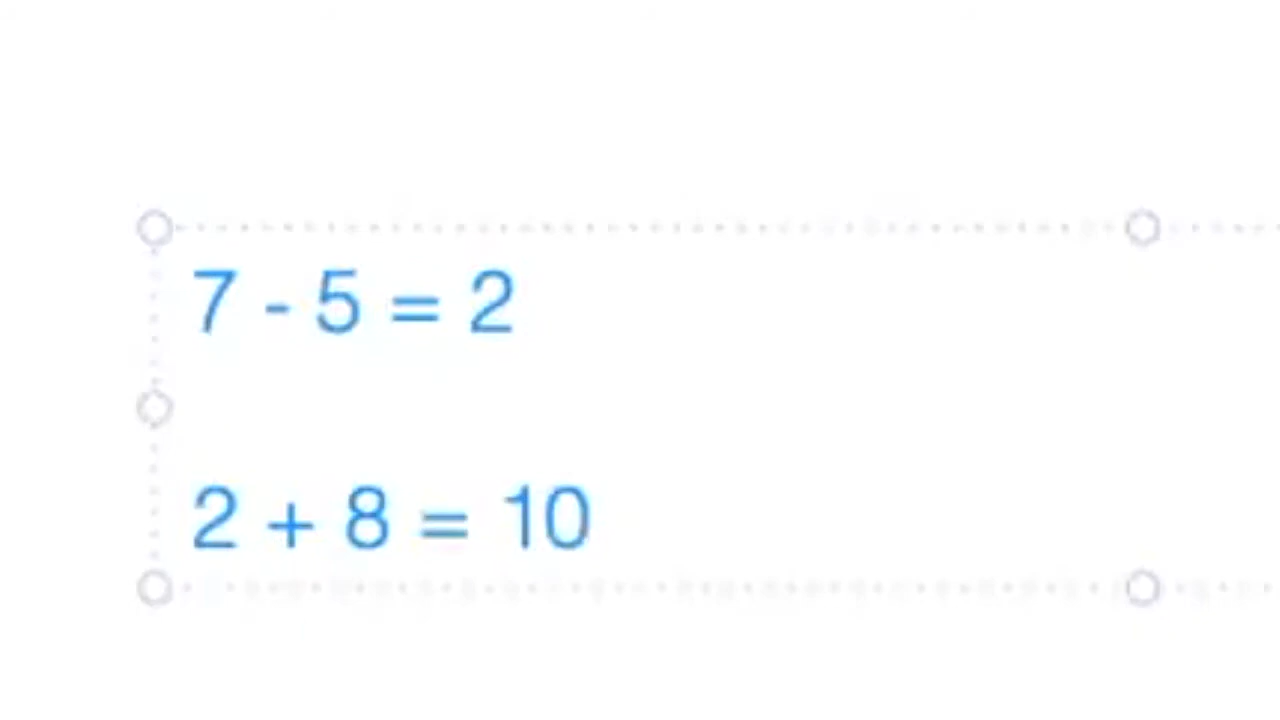 7 - 5 = 2
2 + 8 = 10